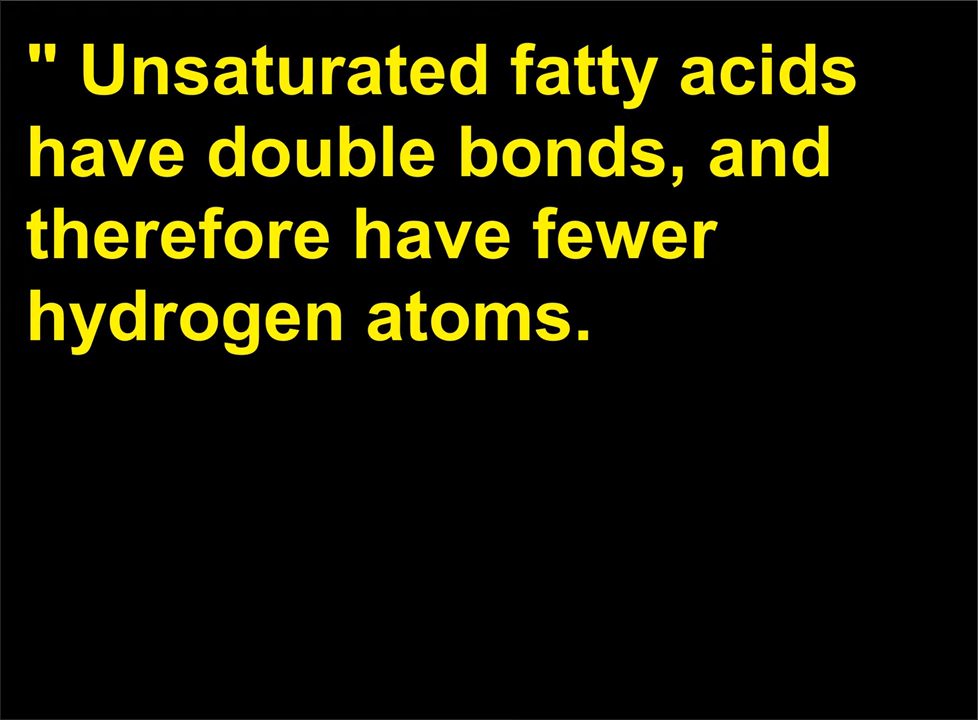 " Unsaturated fatty acids
have double bonds, and
therefore have fewer
hydrogen atoms.